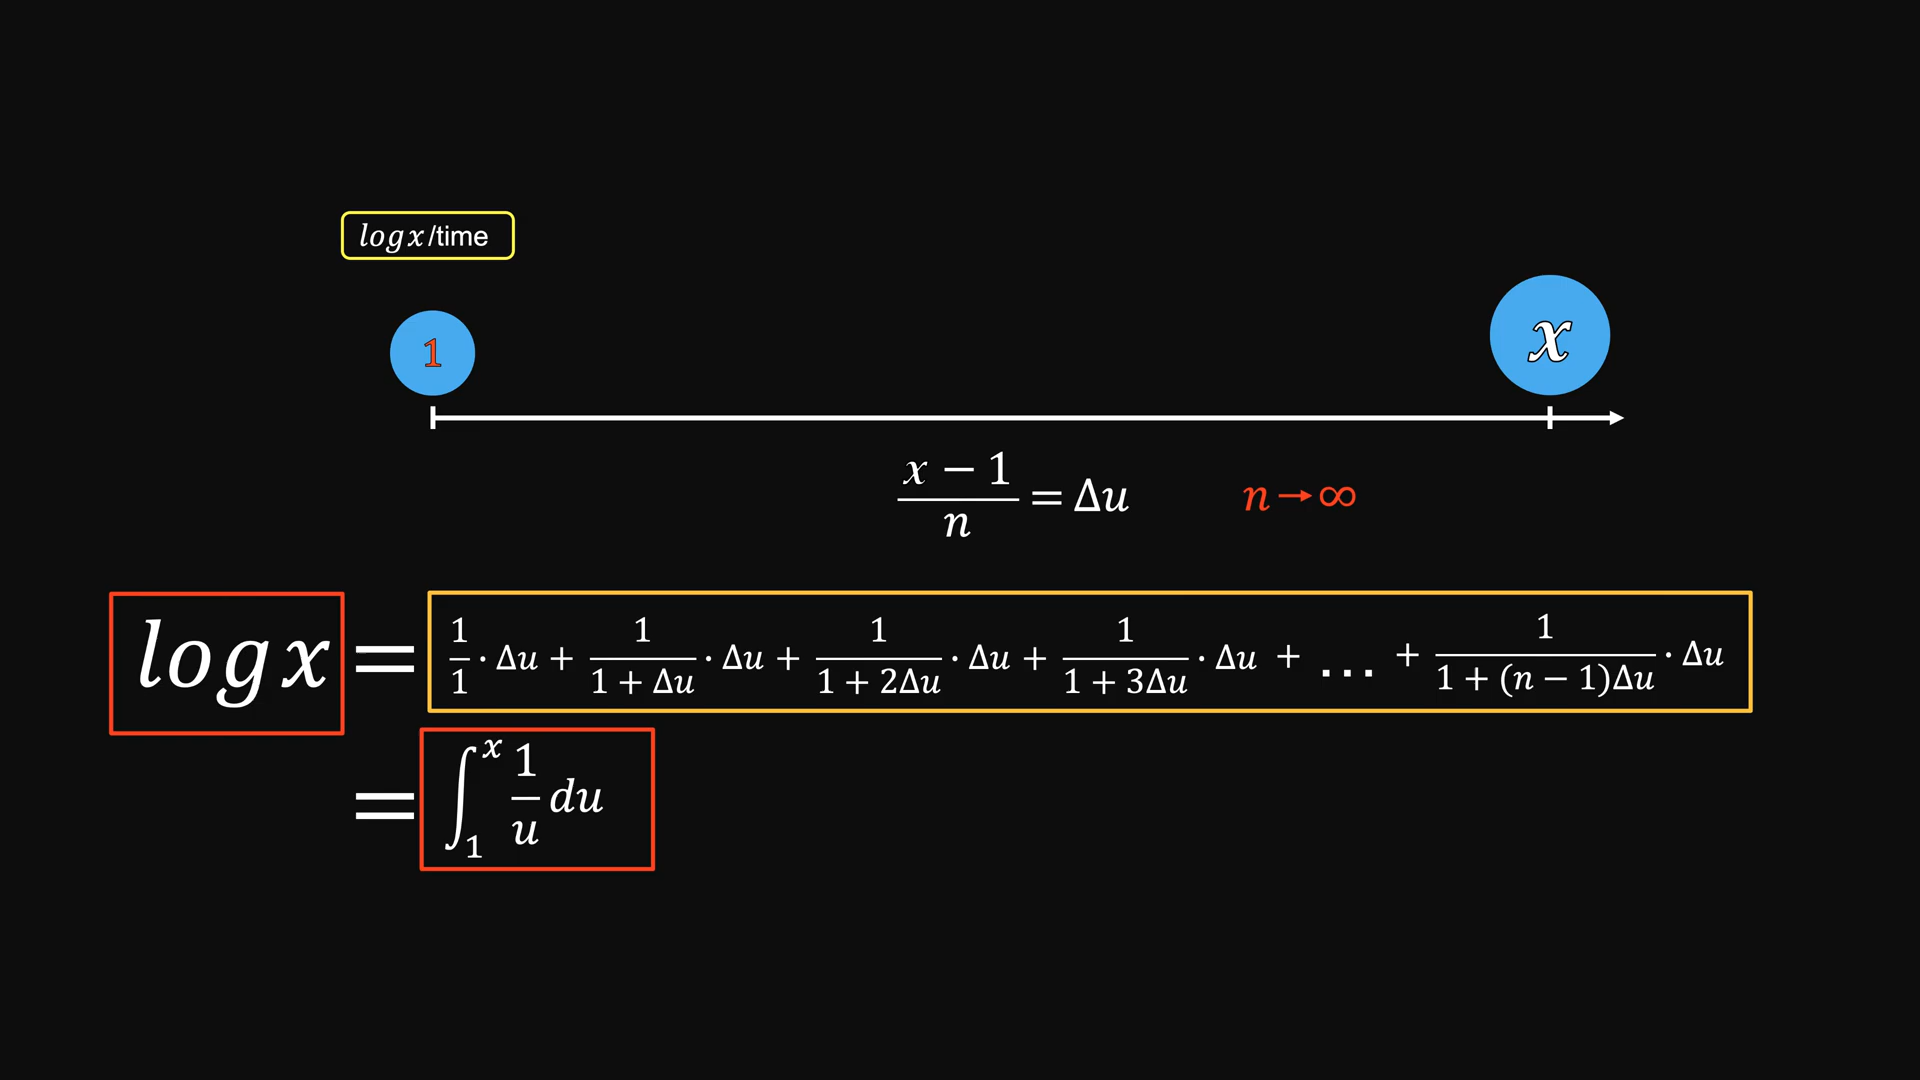 log x/time
1
x
(x − 1)/n = Δu    n → ∞
log x = 1/1 · Δu + 1/(1 + Δu) · Δu + 1/(1 + 2Δu) · Δu + 1/(1 + 3Δu) · Δu + ... + 1/(1 + (n − 1)Δu) · Δu
= ∫₁ˣ 1/u du